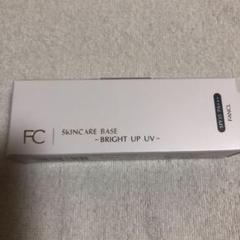 FC
SKINCARE BASE
-BRIGHT UP UV-
FANCL